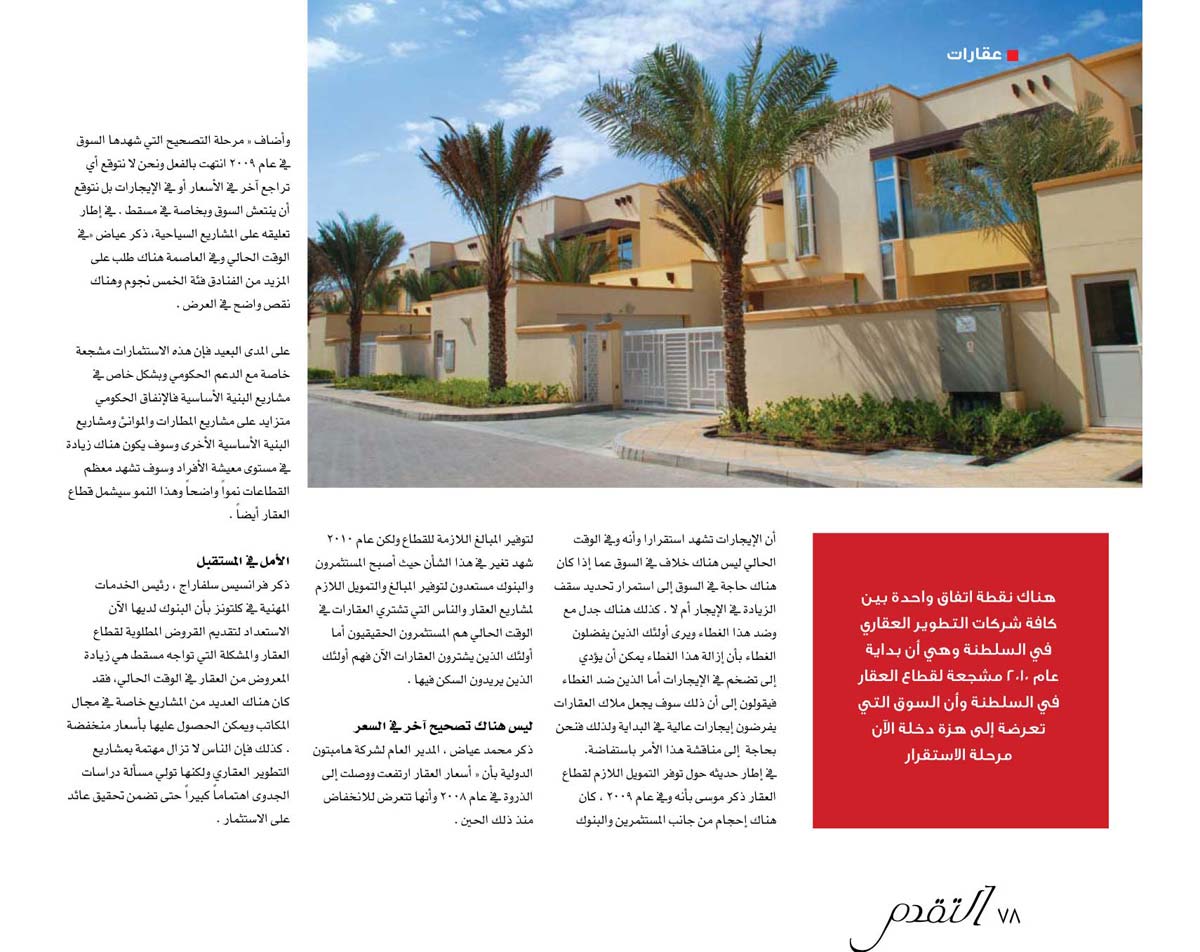 عقارات
هناك نقطة اتفاق واحدة بين
كافة شركات التطوير العقاري
في السلطنة وهي أن بداية
عام ٢٠١٠ مشجعة لقطاع العقار
في السلطنة وأن السوق التي
تعرضة إلى هزة دخلة الآن
مرحلة الاستقرار
أن الإيجارات تشهد استقرارا وأنه وفي الوقت
الحالي ليس هناك خلاف في السوق عما إذا كان
هناك حاجة في السوق إلى استمرار تحديد سقف
الزيادة في الإيجار أم لا . كذلك هناك جدل مع
وضد هذا الغطاء ويرى أولئك الذين يفضلون
الغطاء بأن إزالة هذا الغطاء يمكن أن يؤدي
إلى تضخم في الإيجارات أما الذين ضد الغطاء
فيقولون إلى أن ذلك سوف يجعل ملاك العقارات
يفرضون إيجارات عالية في البداية ولذلك فنحن
بحاجة إلى مناقشة هذا الأمر باستفاضة.
في إطار حديثه حول توفر التمويل اللازم لقطاع
العقار ذكر موسى بأنه وفي عام ٢٠٠٩ ، كان
هناك إحجام من جانب المستثمرين والبنوك
لتوفير المبالغ اللازمة للقطاع ولكن عام ٢٠١٠
شهد تغير في هذا الشأن حيث أصبح المستثمرون
والبنوك مستعدون لتوفير المبالغ والتمويل اللازم
لمشاريع العقار والناس التي تشتري العقارات في
الوقت الحالي هم المستثمرون الحقيقيون أما
أولئك الذين يشترون العقارات الآن فهم أولئك
الذين يريدون السكن فيها .
ليس هناك تصحيح آخر في السعر
ذكر محمد عياض ، المدير العام لشركة هامبتون
الدولية بأن « أسعار العقار ارتفعت ووصلت إلى
الذروة في عام ٢٠٠٨ وأنها تتعرض للانخفاض
منذ ذلك الحين .
وأضاف « مرحلة التصحيح التي شهدها السوق
في عام ٢٠٠٩ انتهت بالفعل ونحن لا نتوقع أي
تراجع آخر في الأسعار أو في الإيجارات بل نتوقع
أن ينتعش السوق وبخاصة في مسقط . في إطار
تعليقه على المشاريع السياحية، ذكر عياض «في
الوقت الحالي وفي العاصمة هناك طلب على
المزيد من الفنادق فئة الخمس نجوم وهناك
نقص واضح في العرض .
على المدى البعيد فإن هذه الاستثمارات مشجعة
خاصة مع الدعم الحكومي وبشكل خاص في
مشاريع البنية الأساسية فالإنفاق الحكومي
متزايد على مشاريع المطارات والموانئ ومشاريع
البنية الأساسية الأخرى وسوف يكون هناك زيادة
في مستوى معيشة الأفراد وسوف تشهد معظم
القطاعات نمواً واضحاً وهذا النمو سيشمل قطاع
العقار أيضاً .
الأمل في المستقبل
ذكر فرانسيس سلفاراج ، رئيس الخدمات
المهنية في كلتونز بأن البنوك لديها الآن
الاستعداد لتقديم القروض المطلوبة لقطاع
العقار والمشكلة التي تواجه مسقط هي زيادة
المعروض من العقار في الوقت الحالي، فقد
كان هناك العديد من المشاريع خاصة في مجال
المكاتب ويمكن الحصول عليها بأسعار منخفضة
. كذلك فإن الناس لا تزال مهتمة بمشاريع
التطوير العقاري ولكنها تولي مسألة دراسات
الجدوى اهتماماً كبيراً حتى تضمن تحقيق عائد
على الاستثمار .
٧٨ التقدم